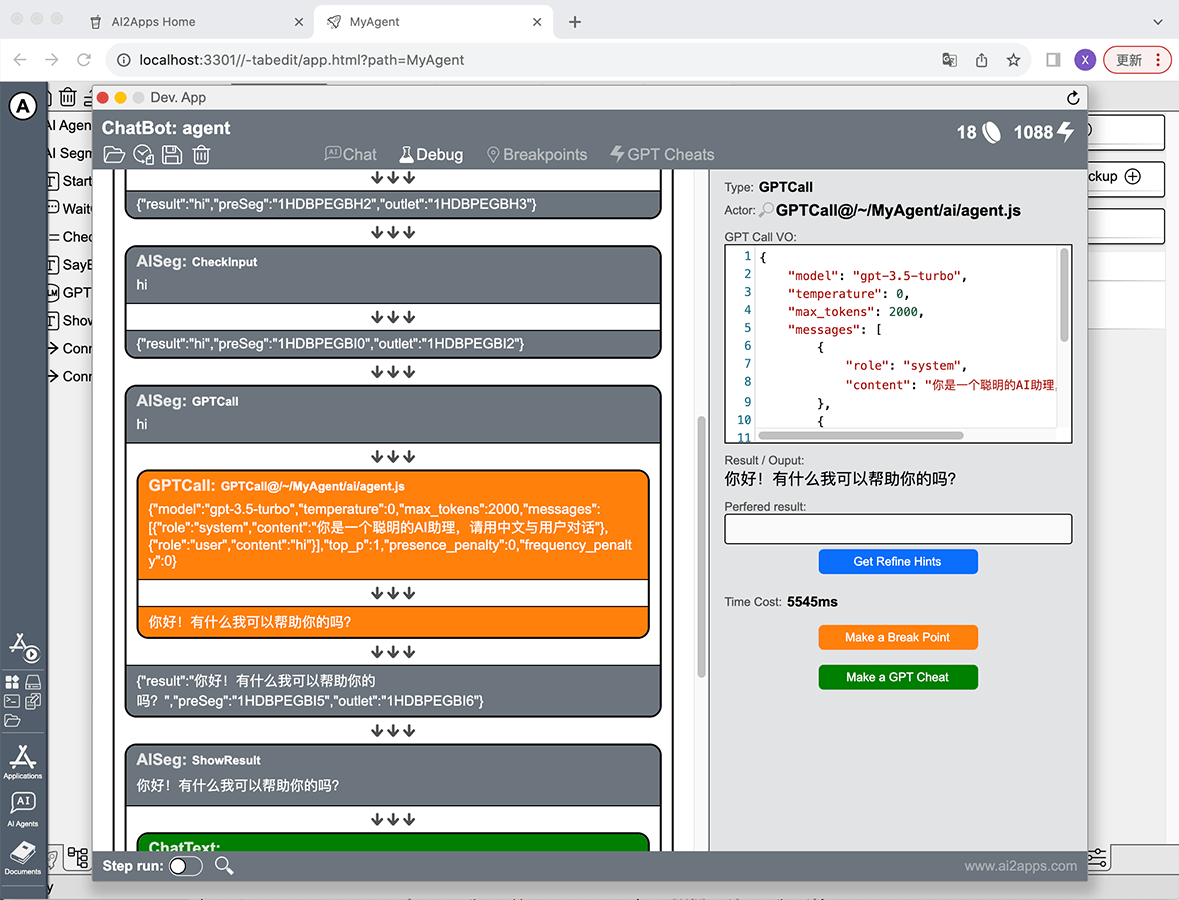 AI2Apps Home
MyAgent
localhost:3301//-tabedit/app.html?path=MyAgent
X
更新
A
Dev. App
AI Agen
AI Segm
Start
Wait
Chec
SayE
GPT
Show
Conn
Conn
Applications
AI
AI Agents
Documents
ChatBot: agent
18
1088
Chat
Debug
Breakpoints
GPT Cheats
ckup
{"result":"hi","preSeg":"1HDBPEGBH2","outlet":"1HDBPEGBH3"}
AISeg: CheckInput
hi
{"result":"hi","preSeg":"1HDBPEGBI0","outlet":"1HDBPEGBI2"}
AISeg: GPTCall
hi
GPTCall: GPTCall@/~/MyAgent/ai/agent.js
{"model":"gpt-3.5-turbo","temperature":0,"max_tokens":2000,"messages":
[{"role":"system","content":"你是一个聪明的AI助理，请用中文与用户对话"},
{"role":"user","content":"hi"}],"top_p":1,"presence_penalty":0,"frequency_penalt
y":0}
你好！有什么我可以帮助你的吗？
{"result":"你好！有什么我可以帮助你的
吗？","preSeg":"1HDBPEGBI5","outlet":"1HDBPEGBI6"}
AISeg: ShowResult
你好！有什么我可以帮助你的吗？
ChatText:
Type: GPTCall
Actor: GPTCall@/~/MyAgent/ai/agent.js
GPT Call VO:
1 {
2 "model": "gpt-3.5-turbo",
3 "temperature": 0,
4 "max_tokens": 2000,
5 "messages": [
6 {
7 "role": "system",
8 "content": "你是一个聪明的AI助理，
9 },
10 {
11
Result / Ouput:
你好！有什么我可以帮助你的吗？
Perfered result:
Get Refine Hints
Time Cost: 5545ms
Make a Break Point
Make a GPT Cheat
Step run:
www.ai2apps.com